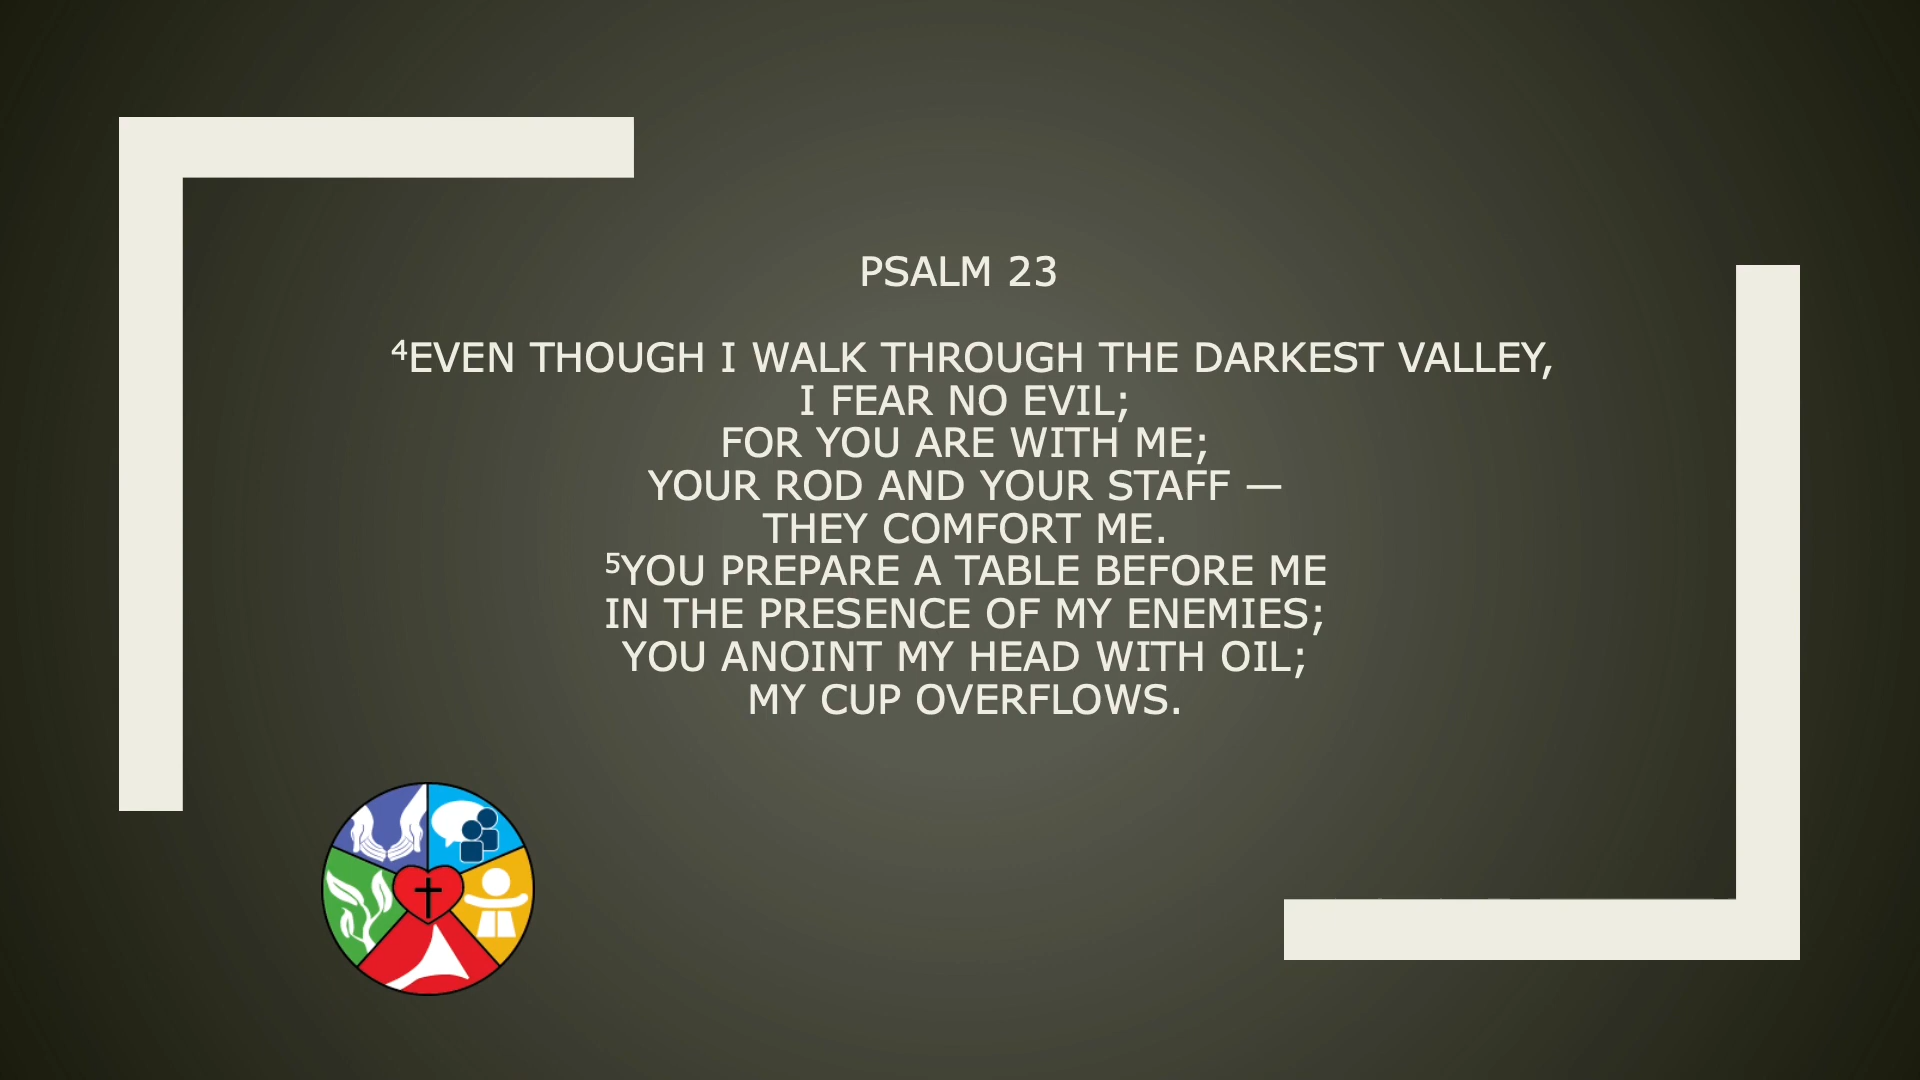 PSALM 23
⁴EVEN THOUGH I WALK THROUGH THE DARKEST VALLEY,
I FEAR NO EVIL;
FOR YOU ARE WITH ME;
YOUR ROD AND YOUR STAFF —
THEY COMFORT ME.
⁵YOU PREPARE A TABLE BEFORE ME
IN THE PRESENCE OF MY ENEMIES;
YOU ANOINT MY HEAD WITH OIL;
MY CUP OVERFLOWS.